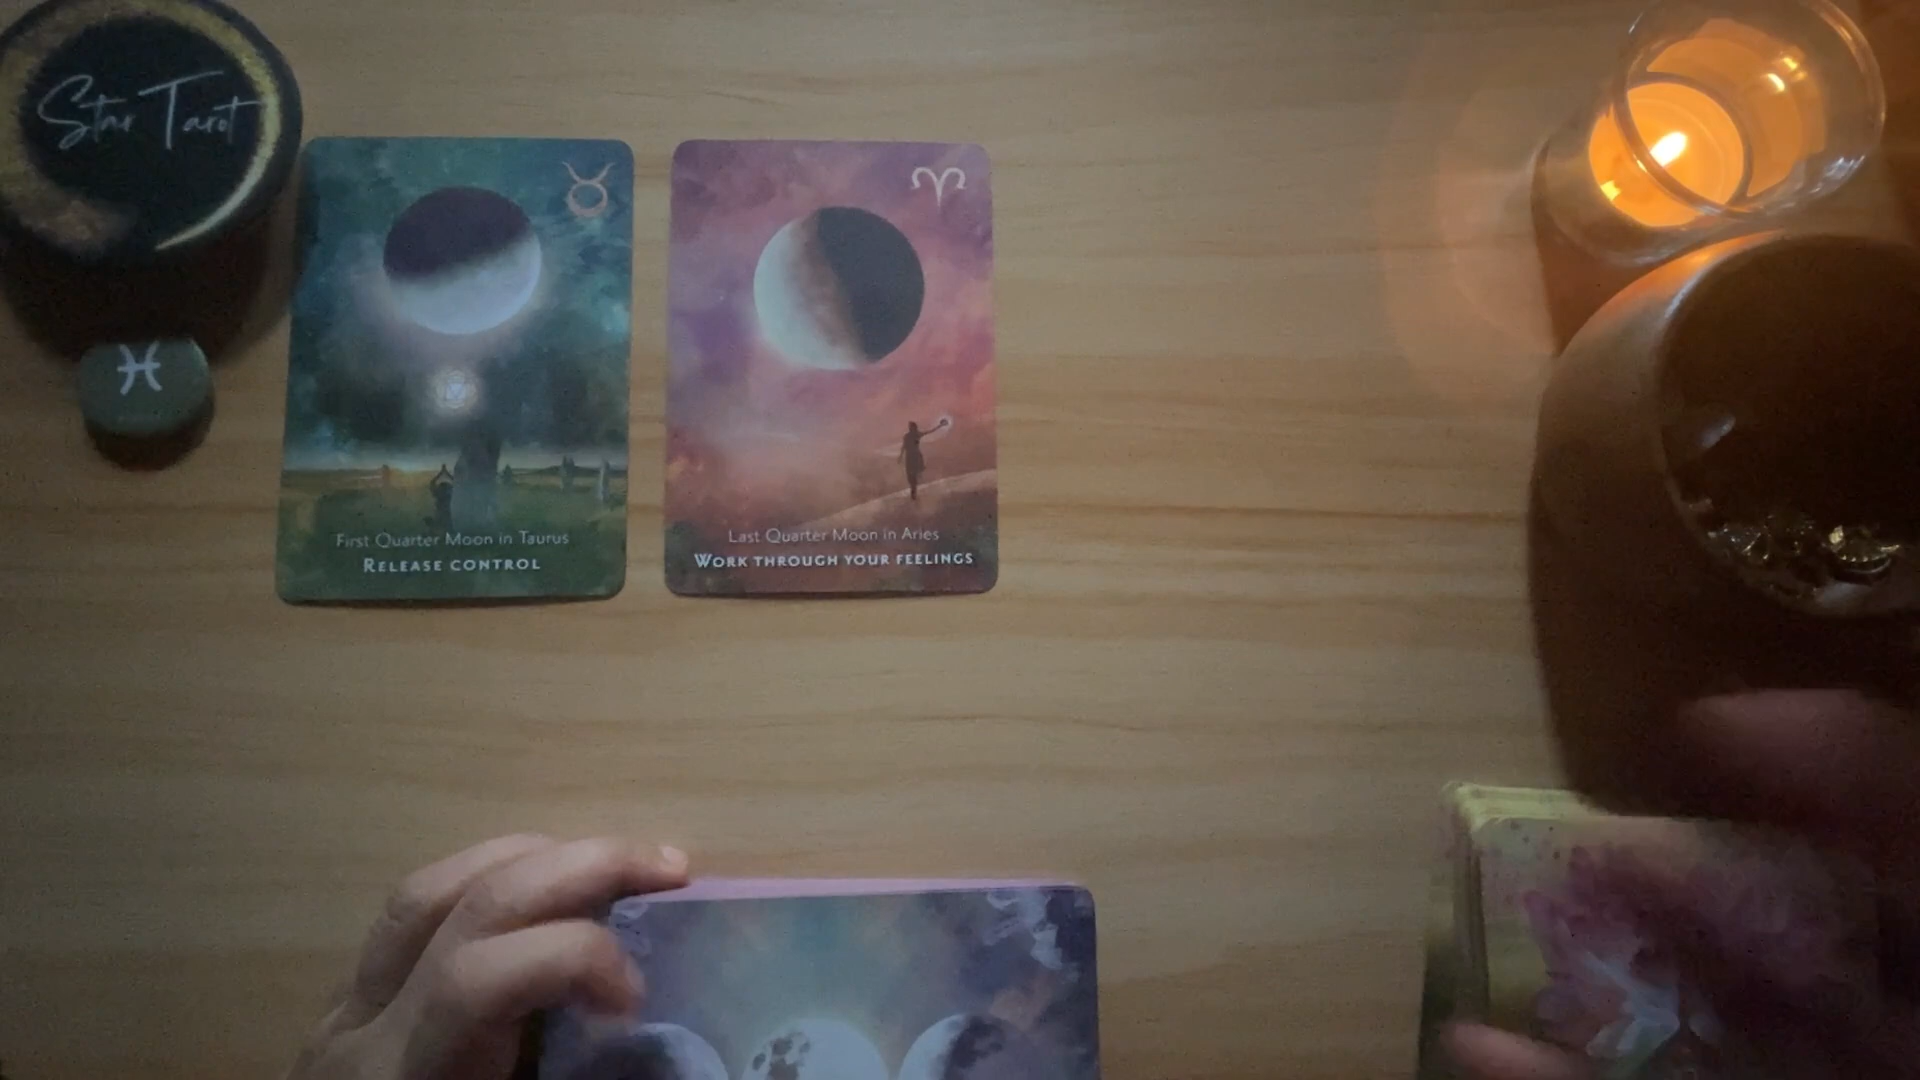 Star Tarot
First Quarter Moon in Taurus
RELEASE CONTROL
Last Quarter Moon in Aries
WORK THROUGH YOUR FEELINGS